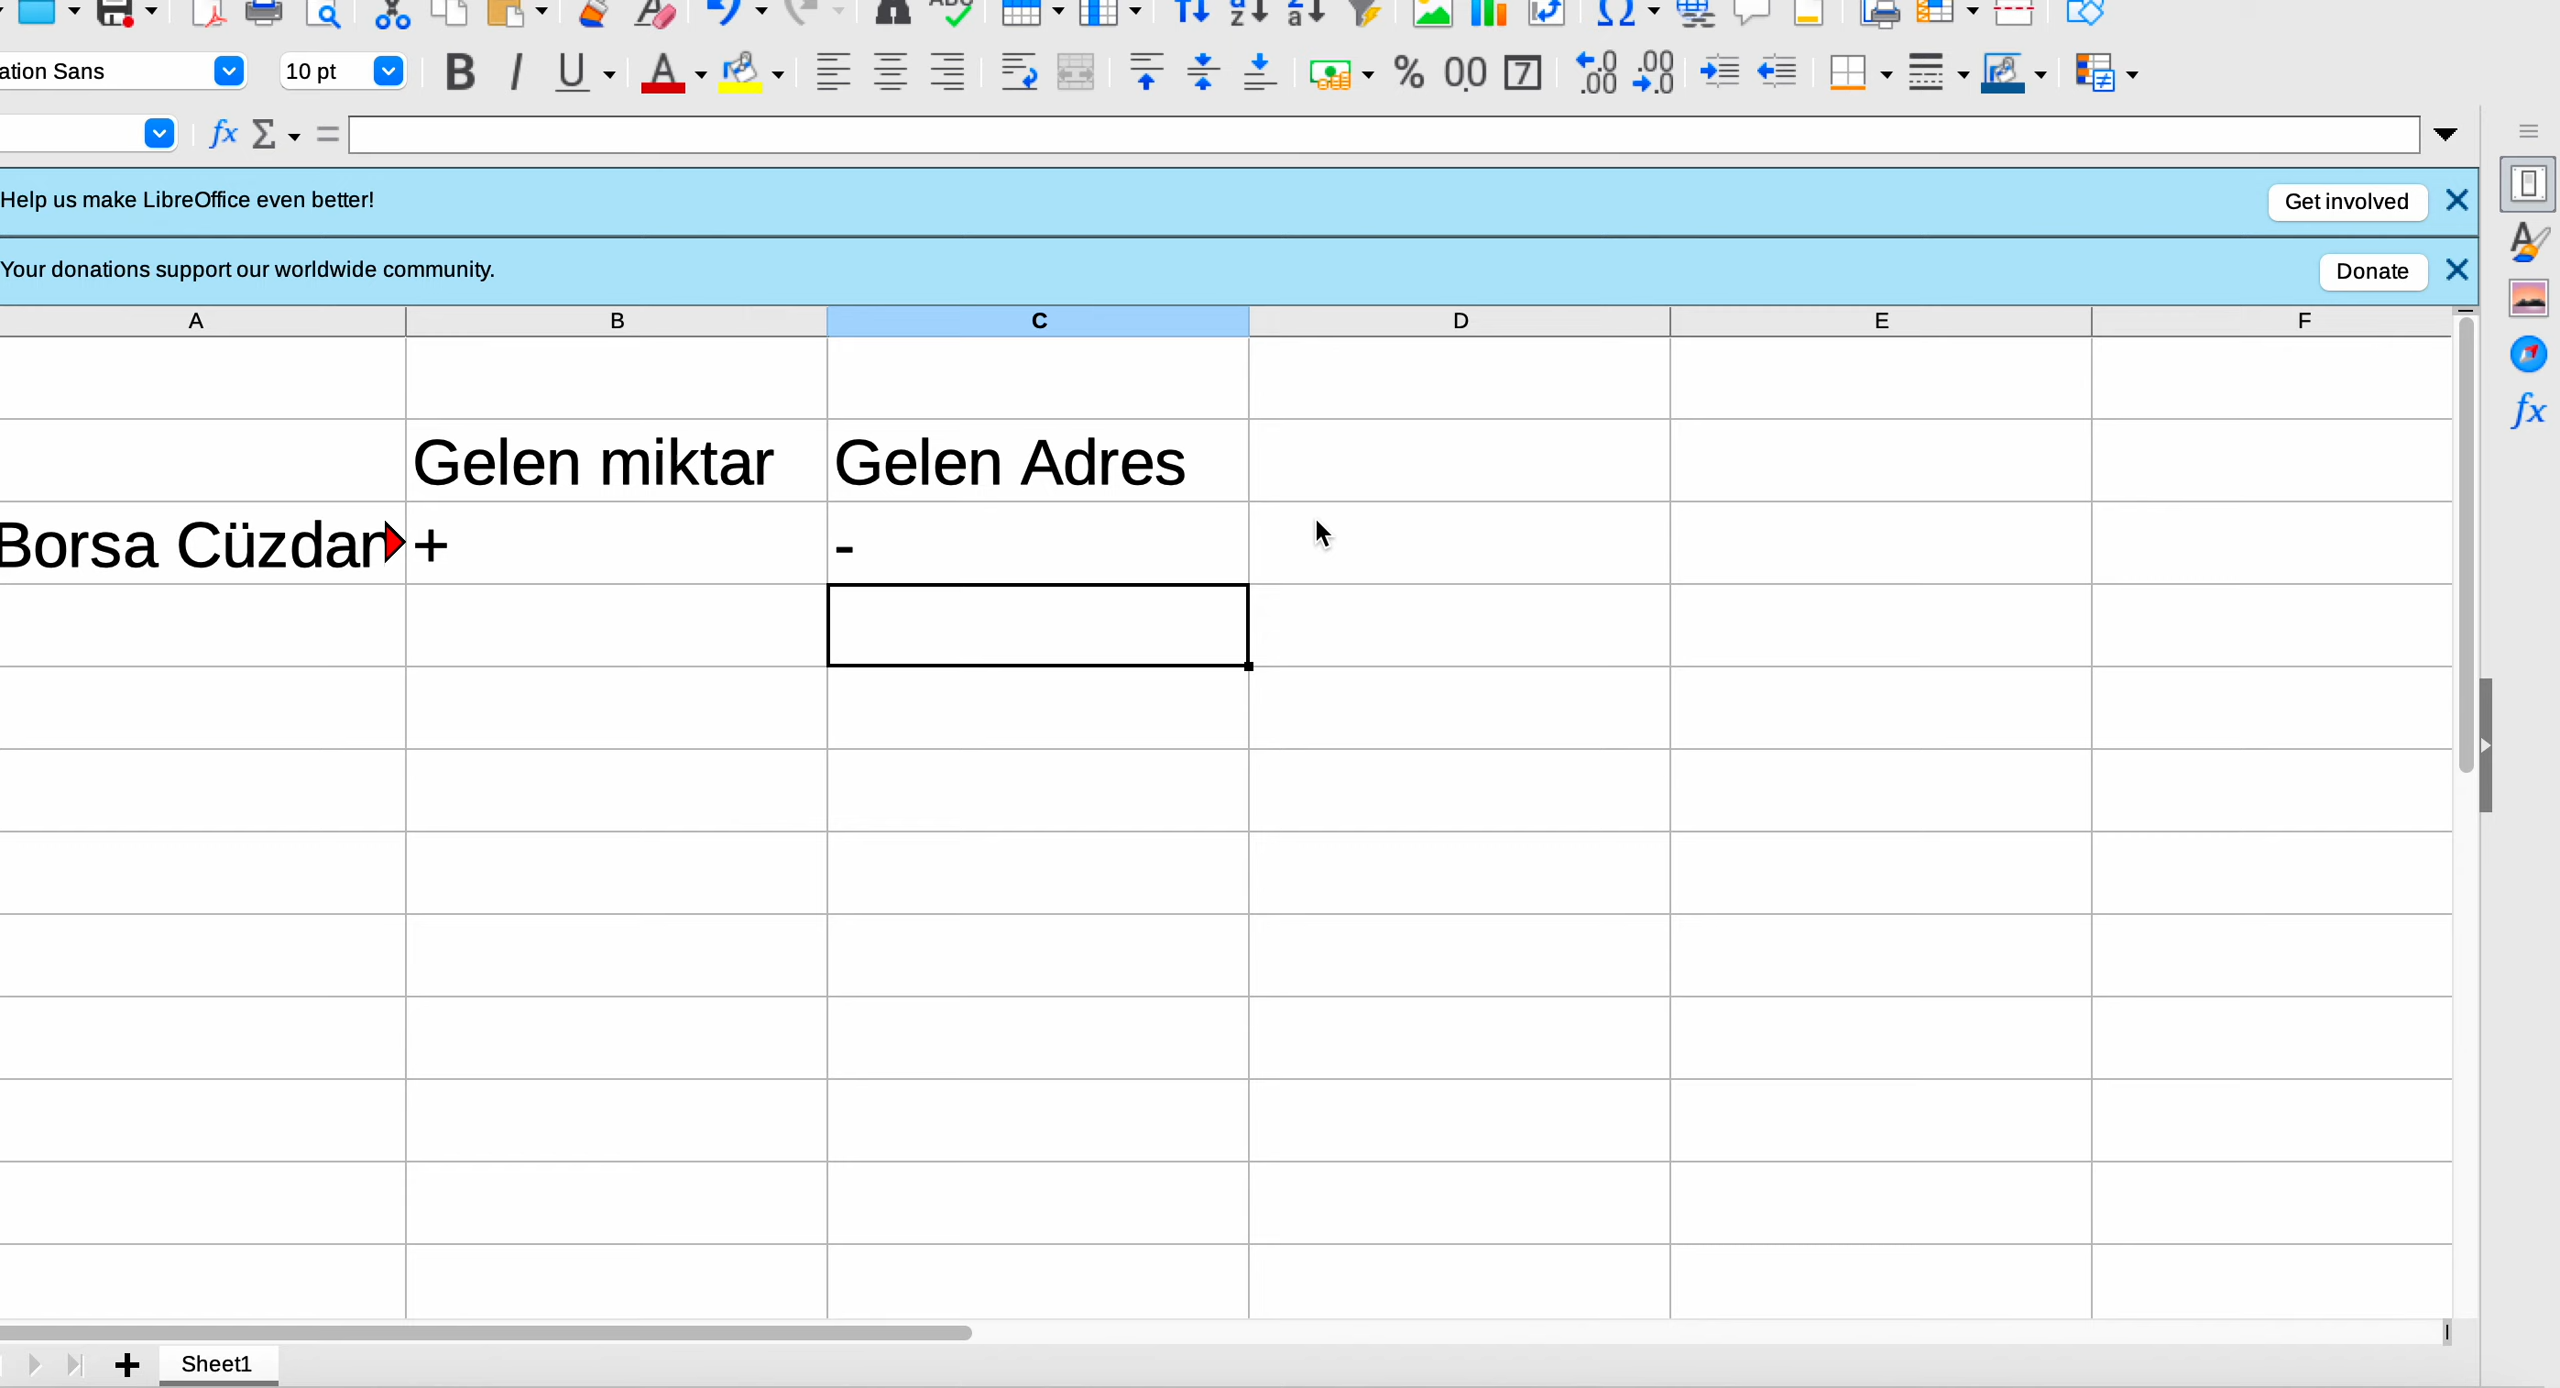 ation Sans
10 pt
Help us make LibreOffice even better!
Get involved
Your donations support our worldwide community.
Donate
A B C D E F
Gelen miktar Gelen Adres
Borsa Cüzdan + -
Sheet1